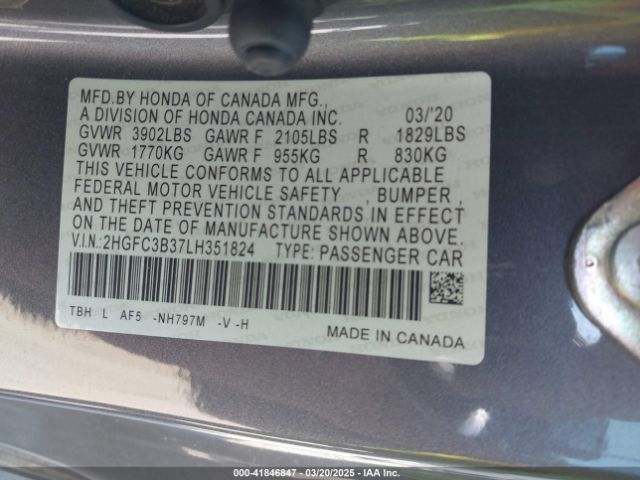 MFD.BY HONDA OF CANADA MFG.,
A DIVISION OF HONDA CANADA INC. 03/'20
GVWR 3902LBS GAWR F 2105LBS R 1829LBS
GVWR 1770KG GAWR F 955KG R 830KG
THIS VEHICLE CONFORMS TO ALL APPLICABLE
FEDERAL MOTOR VEHICLE SAFETY , BUMPER ,
AND THEFT PREVENTION STANDARDS IN EFFECT
ON THE DATE OF MANUFACTURE SHOWN ABOVE.
V.I.N.:2HGFC3B37LH351824 TYPE: PASSENGER CAR
TBH L AF5 -NH797M -V -H
MADE IN CANADA
000-41846847 - 03/20/2025 - IAA Inc.